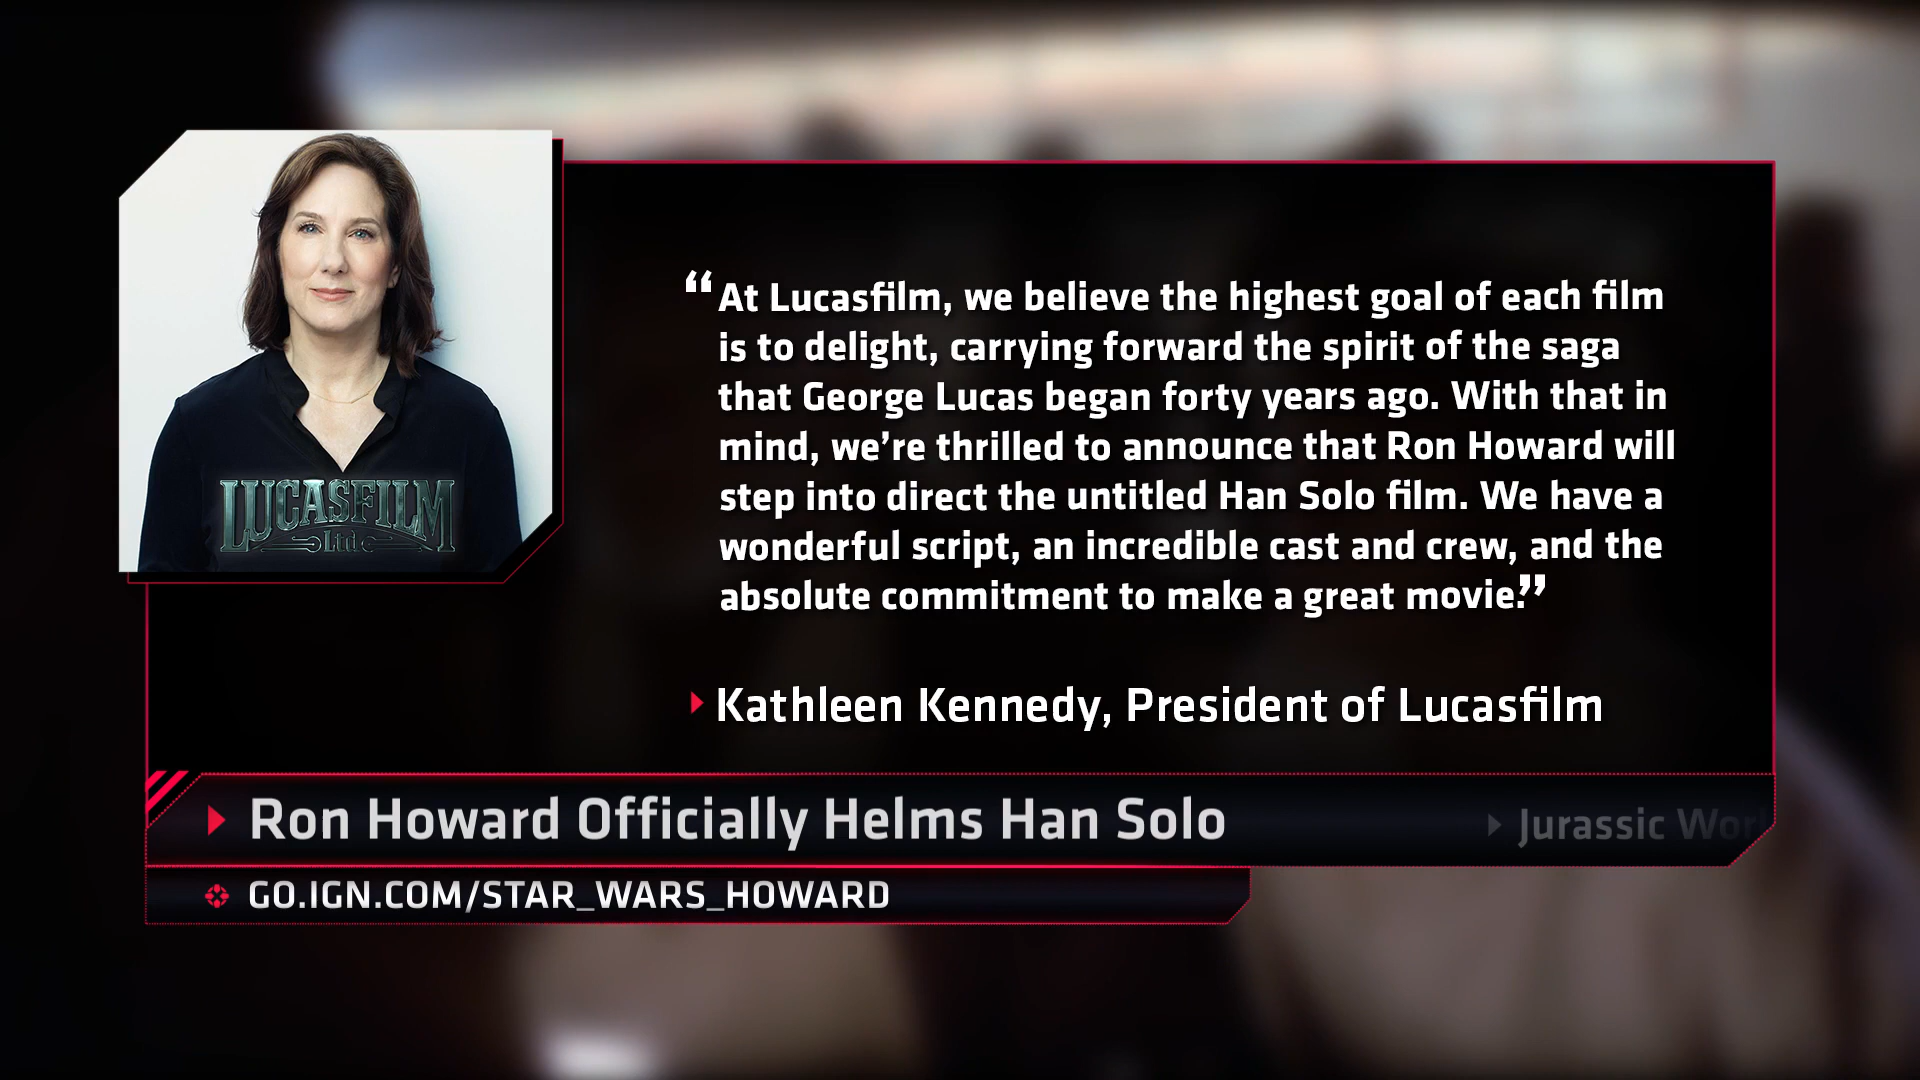 LUCASFILM
Ltd
“At Lucasfilm, we believe the highest goal of each film
is to delight, carrying forward the spirit of the saga
that George Lucas began forty years ago. With that in
mind, we’re thrilled to announce that Ron Howard will
step into direct the untitled Han Solo film. We have a
wonderful script, an incredible cast and crew, and the
absolute commitment to make a great movie.”
Kathleen Kennedy, President of Lucasfilm
Ron Howard Officially Helms Han Solo
Jurassic Wor
GO.IGN.COM/STAR_WARS_HOWARD